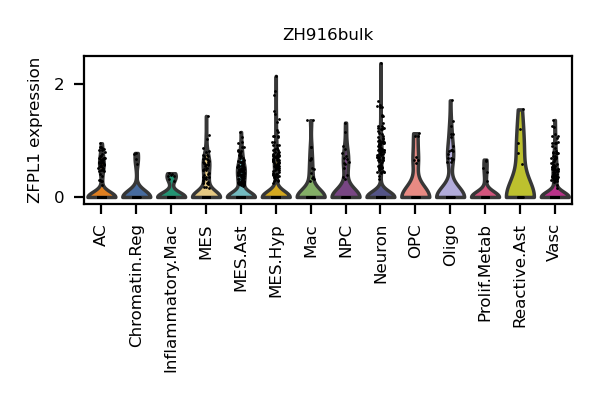 ZH916bulk
ZFPL1 expression
2
0
AC
Chromatin.Reg
Inflammatory.Mac
MES
MES.Ast
MES.Hyp
Mac
NPC
Neuron
OPC
Oligo
Prolif.Metab
Reactive.Ast
Vasc